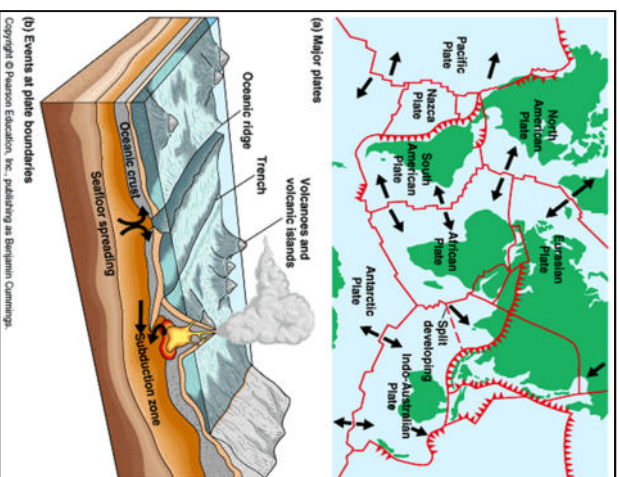 North
American
Plate
Eurasian
Plate
Pacific
Plate
Nazca
Plate
South
American
Plate
African
Plate
Split
developing
Indo-Australian
Plate
Antarctic
Plate
(a) Major plates
Volcanoes and
volcanic islands
Trench
Oceanic ridge
Oceanic crust
Seafloor spreading
Subduction zone
(b) Events at plate boundaries
Copyright © Pearson Education, Inc., publishing as Benjamin Cummings.